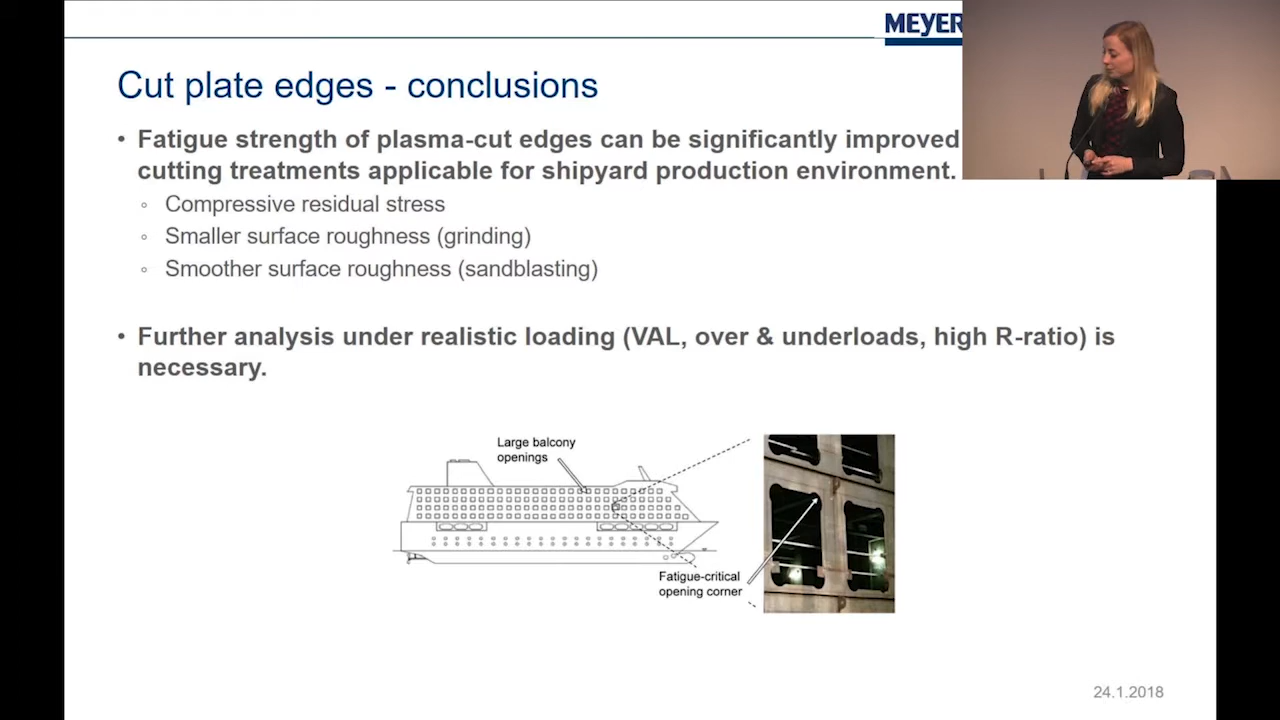 MEYER
Cut plate edges - conclusions
• Fatigue strength of plasma-cut edges can be significantly improved
cutting treatments applicable for shipyard production environment.
◦ Compressive residual stress
◦ Smaller surface roughness (grinding)
◦ Smoother surface roughness (sandblasting)
• Further analysis under realistic loading (VAL, over & underloads, high R-ratio) is
necessary.
Large balcony
openings
Fatigue-critical
opening corner
24.1.2018